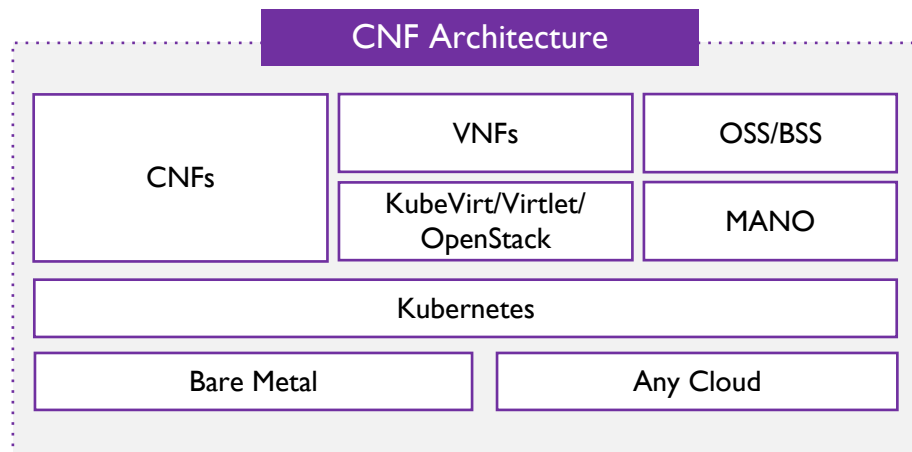 CNF Architecture
CNFs
VNFs
OSS/BSS
KubeVirt/Virtlet/
OpenStack
MANO
Kubernetes
Bare Metal
Any Cloud